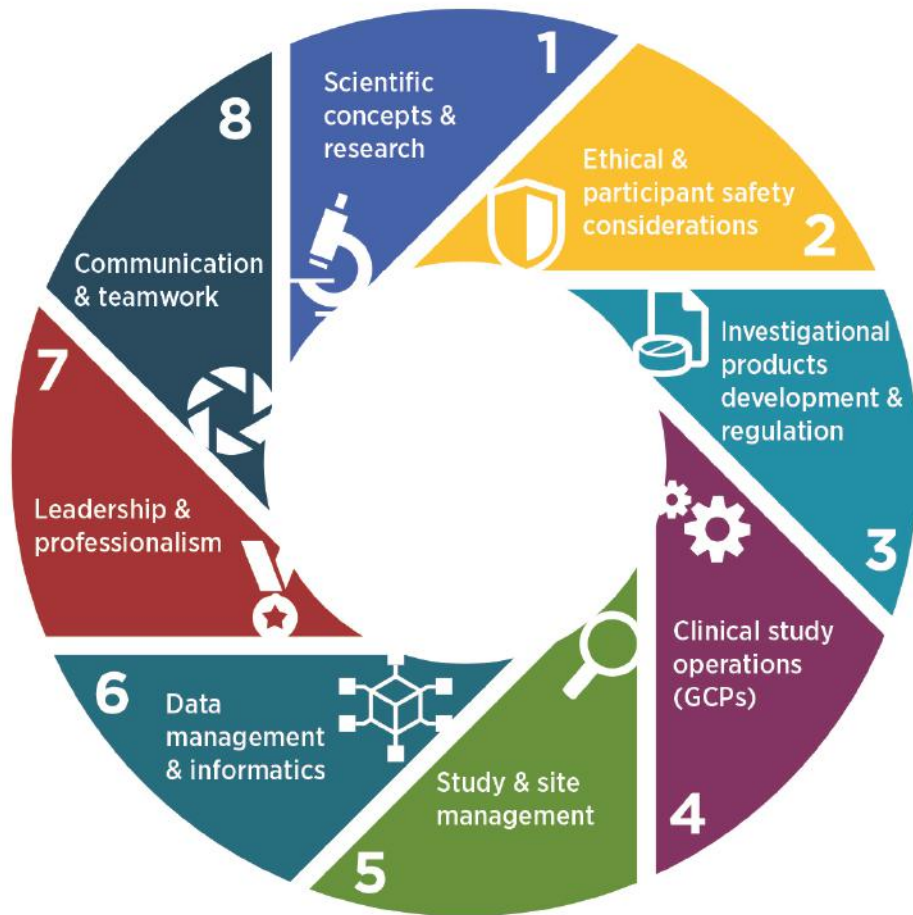 1
Scientific
concepts &
research
2
Ethical &
participant safety
considerations
3
Investigational
products
development &
regulation
4
Clinical study
operations
(GCPs)
5
Study & site
management
6
Data
management
& informatics
7
Leadership &
professionalism
8
Communication
& teamwork